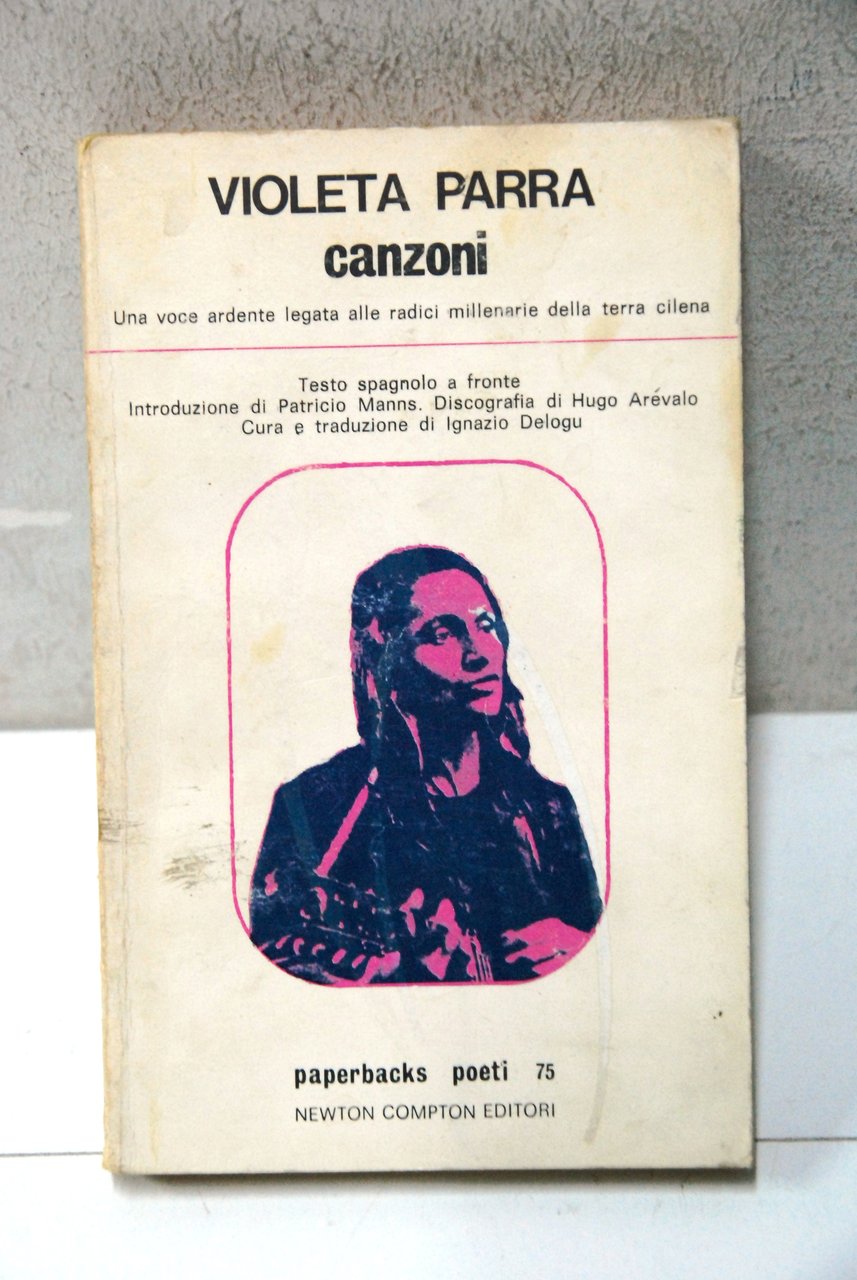 VIOLETA PARRA
canzoni
Una voce ardente legata alle radici millenarie della terra cilena
Testo spagnolo a fronte
Introduzione di Patricio Manns. Discografia di Hugo Arévalo
Cura e traduzione di Ignazio Delogu
paperbacks poeti 75
NEWTON COMPTON EDITORI